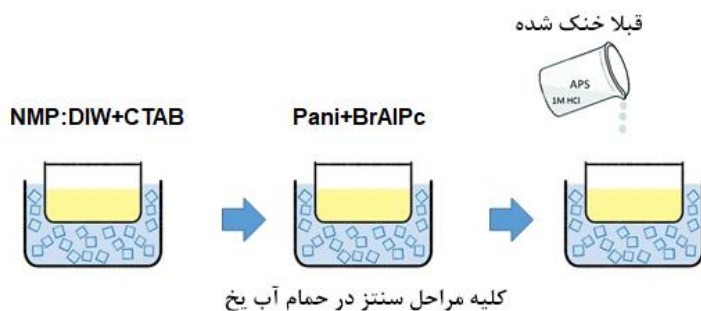 قبلا خنک شده
APS
1M HCl
NMP:DIW+CTAB
Pani+BrAlPc
کلیه مراحل سنتز در حمام آب یخ